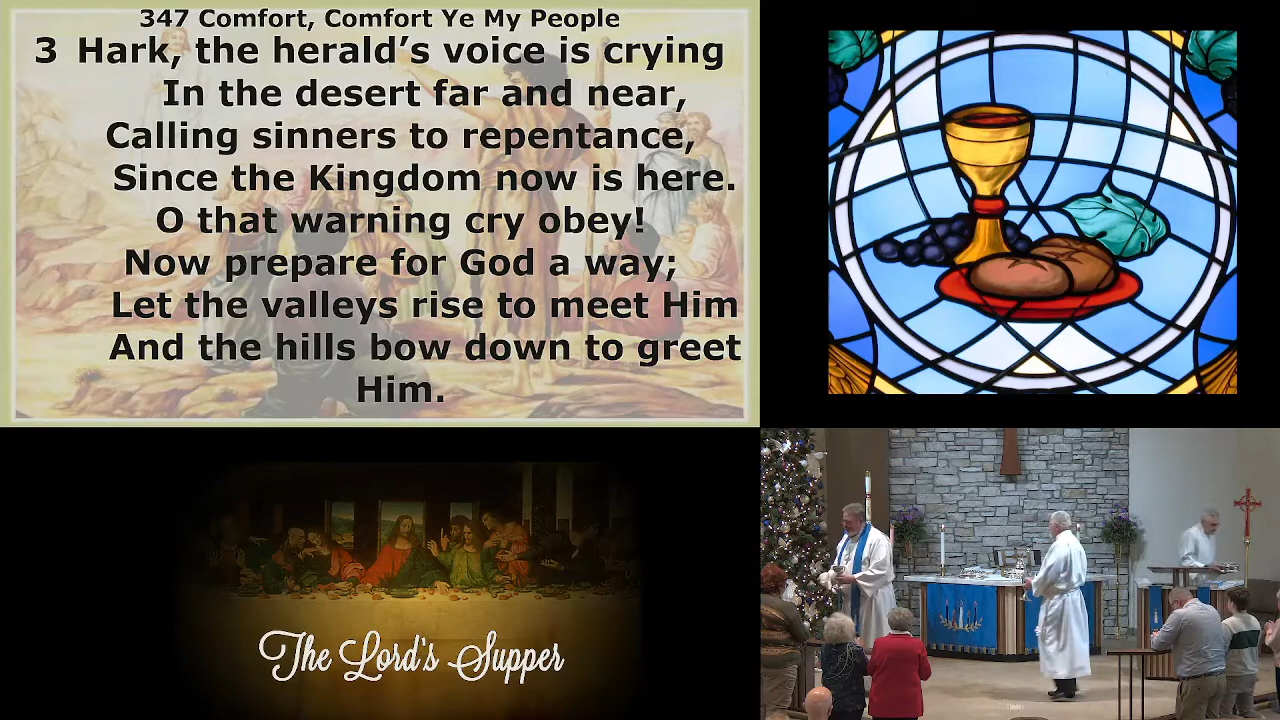 347 Comfort, Comfort Ye My People
3 Hark, the herald’s voice is crying
In the desert far and near,
Calling sinners to repentance,
Since the Kingdom now is here.
O that warning cry obey!
Now prepare for God a way;
Let the valleys rise to meet Him
And the hills bow down to greet
Him.
The Lord's Supper